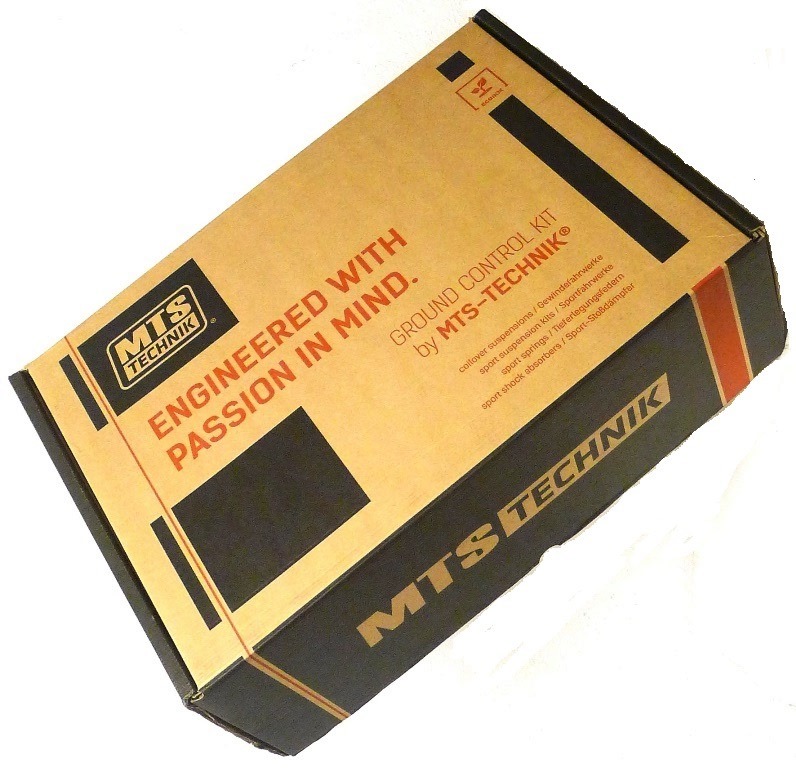 ECOBOX
MTS
TECHNIK
®
ENGINEERED WITH
PASSION IN MIND.
GROUND CONTROL KIT
by MTS-TECHNIK®
coilover suspensions / Gewindefahrwerke
sport suspension kits / Sportfahrwerke
sport springs / Tieferlegungsfedern
sport shock absorbers / Sport-Stoßdämpfer
MTS TECHNIK